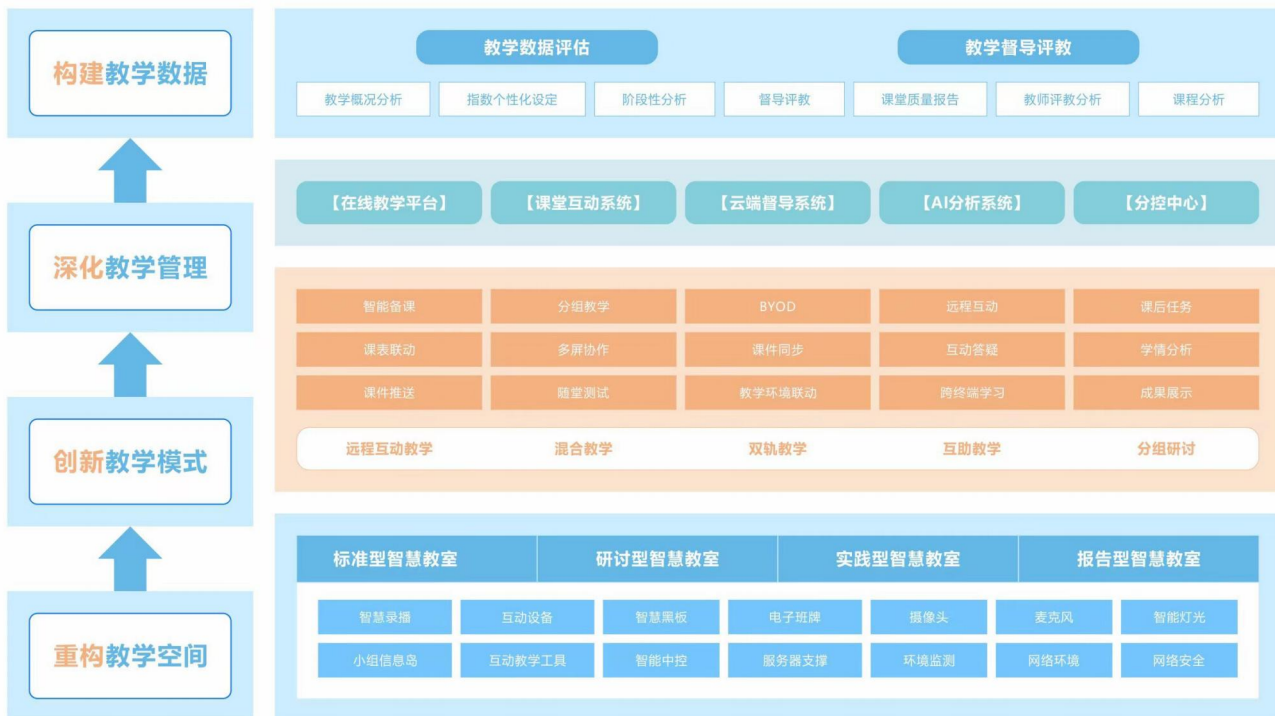 构建教学数据
教学数据评估 教学督导评教
教学概况分析 指数个性化设定 阶段性分析 督导评教 课堂质量报告 教师评教分析 课程分析
深化教学管理
【在线教学平台】 【课堂互动系统】 【云端督导系统】 【AI分析系统】 【分控中心】
创新教学模式
智能备课 分组教学 BYOD 远程互动 课后任务
课表联动 多屏协作 课件同步 互动答疑 学情分析
课件推送 随堂测试 教学环境联动 跨终端学习 成果展示
远程互动教学 混合教学 双轨教学 互助教学 分组研讨
重构教学空间
标准型智慧教室 研讨型智慧教室 实践型智慧教室 报告型智慧教室
智慧录播 互动设备 智慧黑板 电子班牌 摄像头 麦克风 智能灯光
小组信息岛 互动教学工具 智能中控 服务器支撑 环境监测 网络环境 网络安全